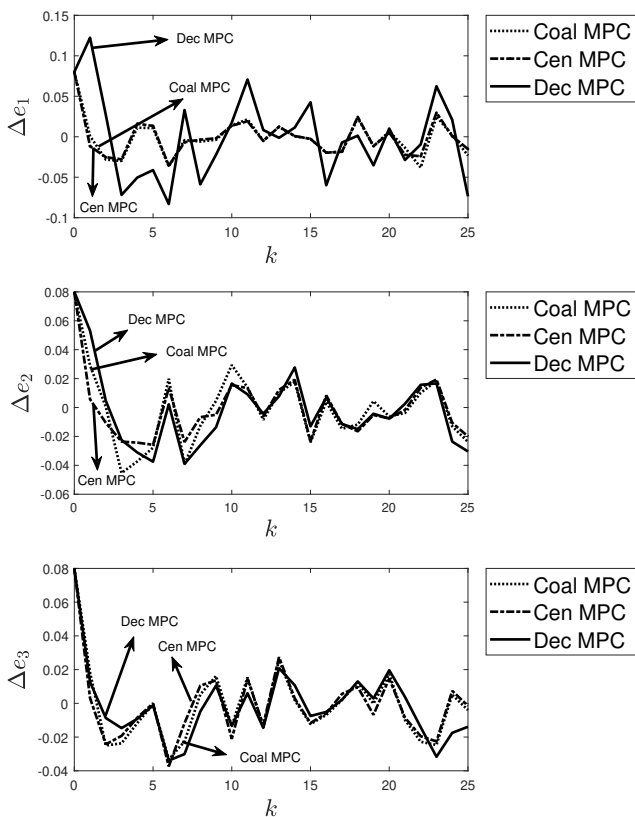 0.15
0.1
0.05
0
-0.05
-0.1
Δe1
Dec MPC
Coal MPC
Cen MPC
0 5 10 15 20 25
k
Coal MPC
Cen MPC
Dec MPC
0.08
0.06
0.04
0.02
0
-0.02
-0.04
-0.06
Δe2
Dec MPC
Coal MPC
Cen MPC
0 5 10 15 20 25
k
Coal MPC
Cen MPC
Dec MPC
0.08
0.06
0.04
0.02
0
-0.02
-0.04
Δe3
Dec MPC
Cen MPC
Coal MPC
0 5 10 15 20 25
k
Coal MPC
Cen MPC
Dec MPC